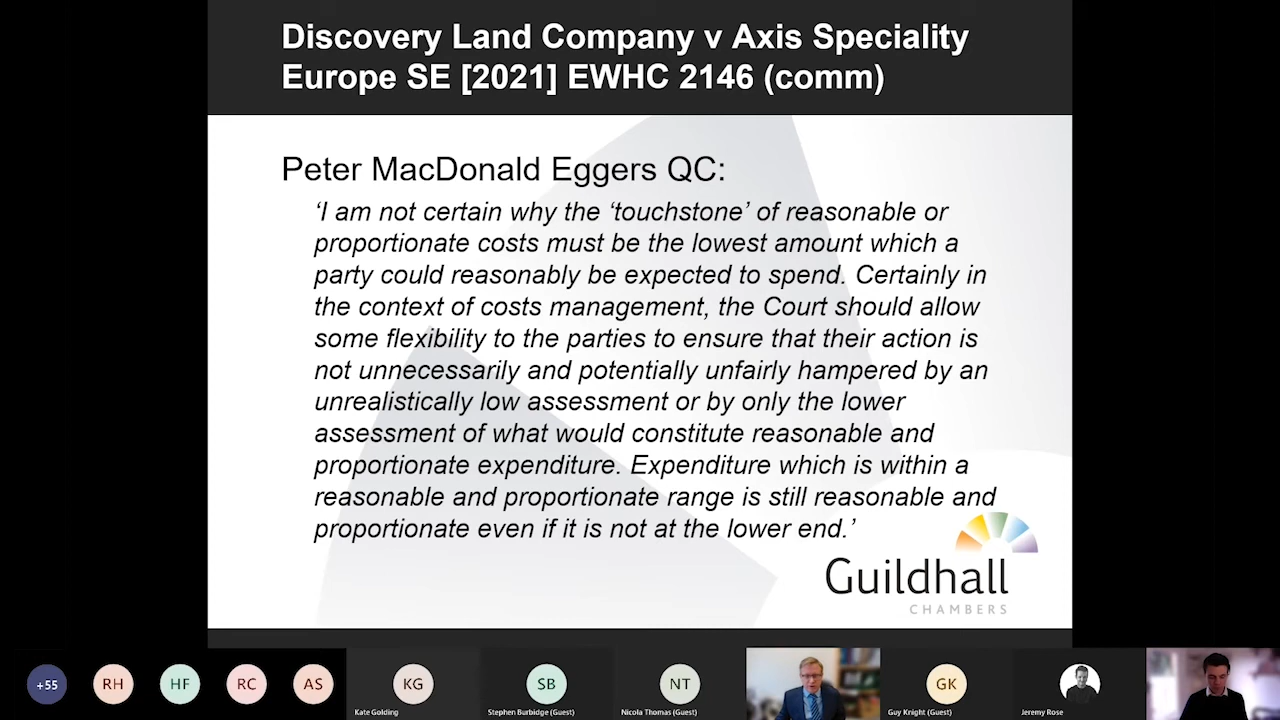 Discovery Land Company v Axis Speciality
Europe SE [2021] EWHC 2146 (comm)
Peter MacDonald Eggers QC:
‘I am not certain why the ‘touchstone’ of reasonable or
proportionate costs must be the lowest amount which a
party could reasonably be expected to spend. Certainly in
the context of costs management, the Court should allow
some flexibility to the parties to ensure that their action is
not unnecessarily and potentially unfairly hampered by an
unrealistically low assessment or by only the lower
assessment of what would constitute reasonable and
proportionate expenditure. Expenditure which is within a
reasonable and proportionate range is still reasonable and
proportionate even if it is not at the lower end.’
Guildhall
CHAMBERS
+55
RH
HF
RC
AS
KG
Kate Golding
SB
Stephen Burbidge (Guest)
NT
Nicola Thomas (Guest)
GK
Guy Knight (Guest)
Jeremy Rose